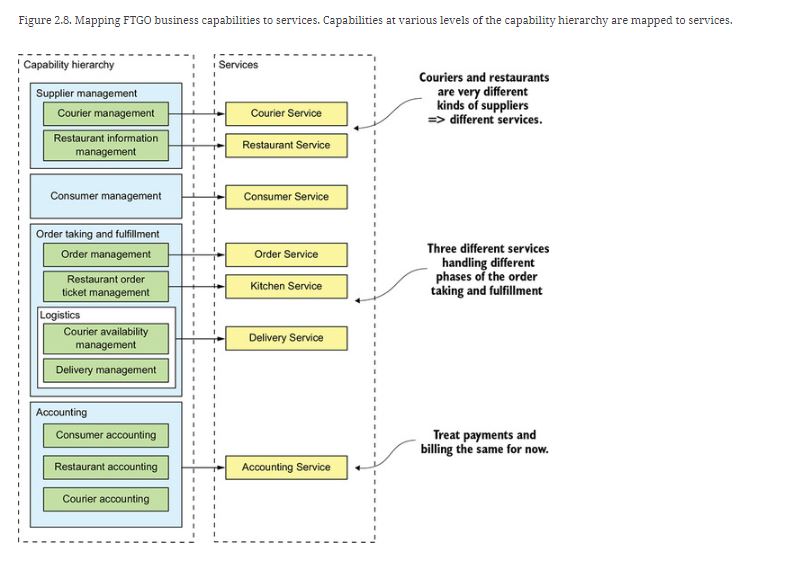 Figure 2.8. Mapping FTGO business capabilities to services. Capabilities at various levels of the capability hierarchy are mapped to services.
Capability hierarchy
Services
Supplier management
Courier management
Courier Service
Restaurant information
management
Restaurant Service
Couriers and restaurants
are very different
kinds of suppliers
=> different services.
Consumer management
Consumer Service
Order taking and fulfillment
Order management
Order Service
Restaurant order
ticket management
Kitchen Service
Three different services
handling different
phases of the order
taking and fulfillment
Logistics
Courier availability
management
Delivery Service
Delivery management
Accounting
Consumer accounting
Restaurant accounting
Accounting Service
Courier accounting
Treat payments and
billing the same for now.